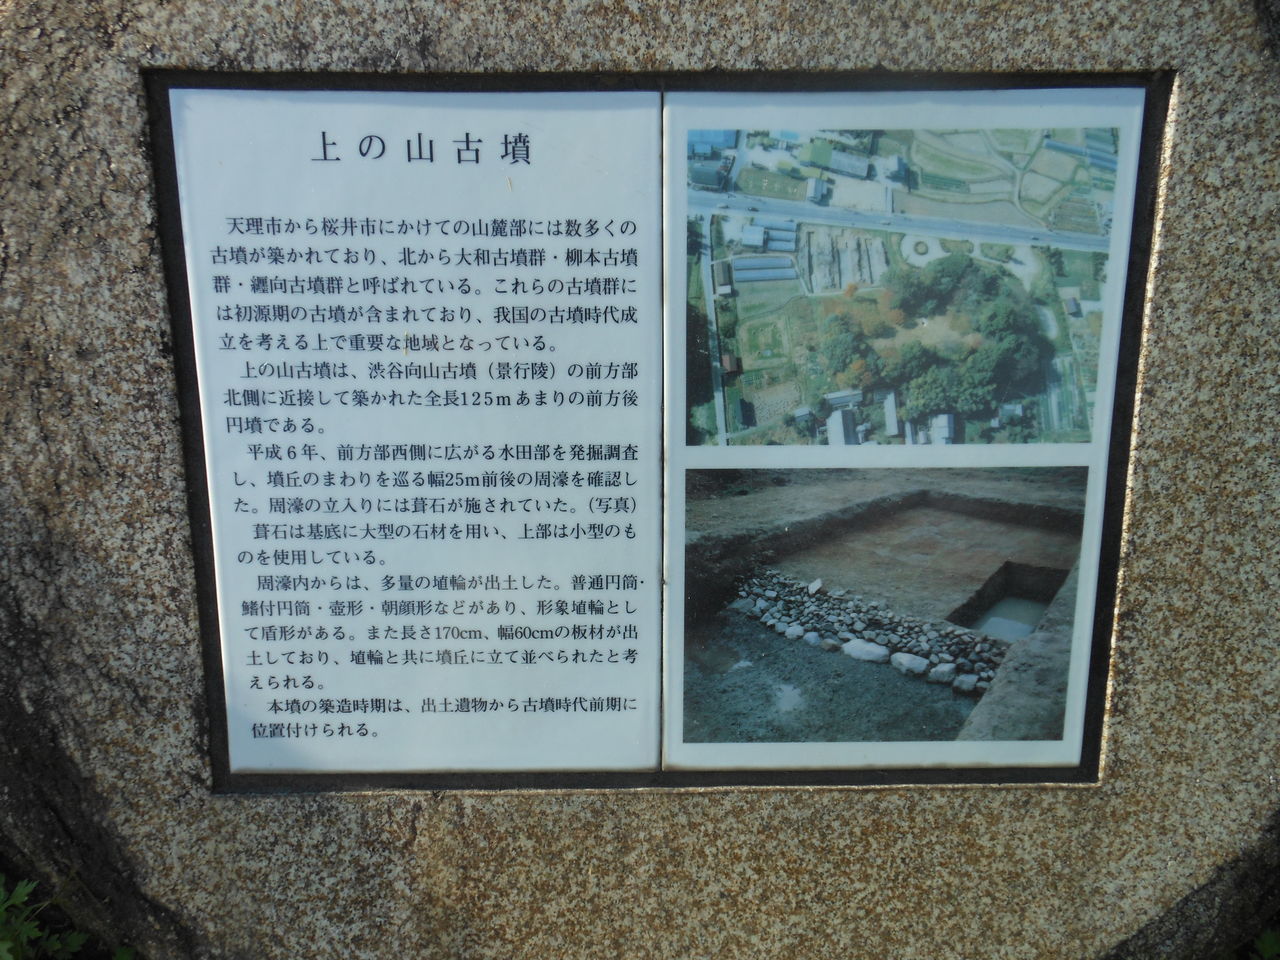 上の山古墳
天理市から桜井市にかけての山麓部には数多くの
古墳が築かれており、北から大和古墳群・柳本古墳
群・纒向古墳群と呼ばれている。これらの古墳群に
は初源期の古墳が含まれており、我国の古墳時代成
立を考える上で重要な地域となっている。
上の山古墳は、渋谷向山古墳（景行陵）の前方部
北側に近接して築かれた全長125mあまりの前方後
円墳である。
平成6年、前方部西側に広がる水田部を発掘調査
し、墳丘のまわりを巡る幅25m前後の周濠を確認し
た。周濠の立入りには葺石が施されていた。（写真）
葺石は基底に大型の石材を用い、上部は小型のも
のを使用している。
周濠内からは、多量の埴輪が出土した。普通円筒・
鰭付円筒・壺形・朝顔形などがあり、形象埴輪とし
て盾形がある。また長さ170cm、幅60cmの板材が出
土しており、埴輪と共に墳丘に立て並べられたと考
えられる。
本墳の築造時期は、出土遺物から古墳時代前期に
位置付けられる。